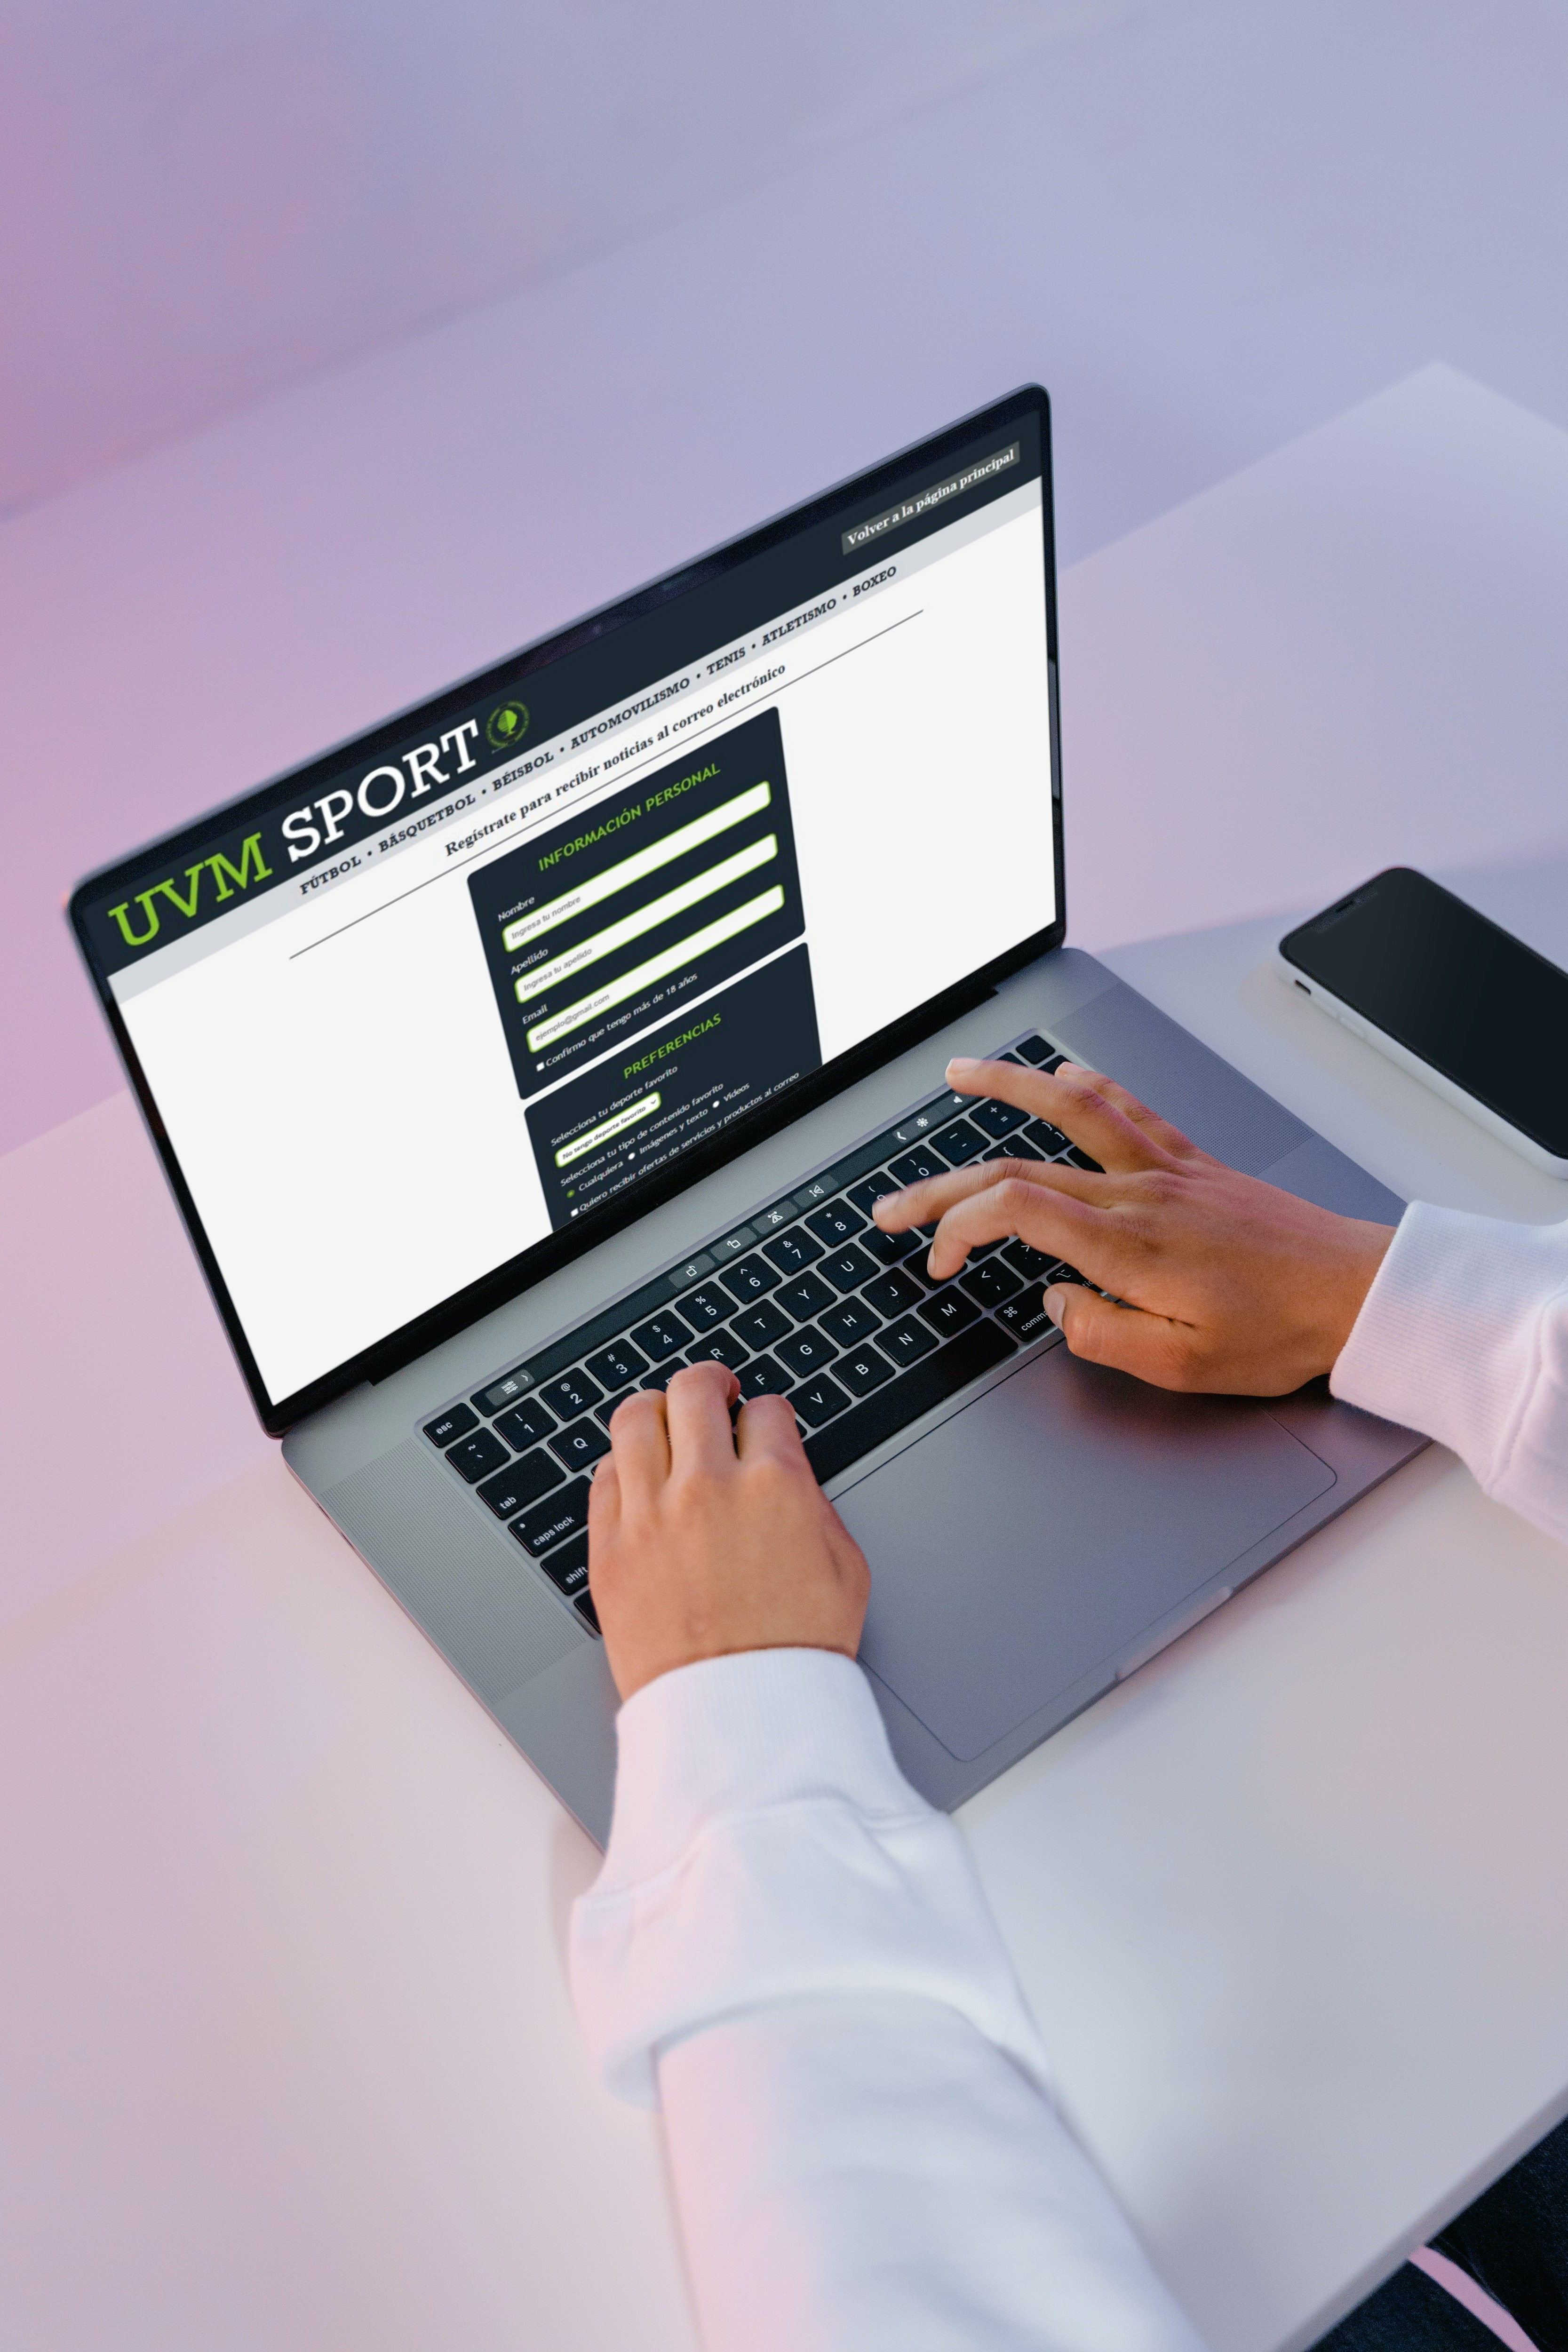 Volver a la página principal
UVM SPORT
FÚTBOL • BÁSQUETBOL • BÉISBOL • AUTOMOVILISMO • TENIS • ATLETISMO • BOXEO
Regístrate para recibir noticias al correo electrónico
INFORMACIÓN PERSONAL
Nombre
Ingresa tu nombre
Apellido
Ingresa tu apellido
Email
ejemplo@gmail.com
Confirmo que tengo más de 18 años
PREFERENCIAS
Selecciona tu deporte favorito
No tengo deporte favorito
Selecciona tu tipo de contenido favorito
Cualquiera Imágenes y texto Videos
Quiero recibir ofertas de servicios y productos al correo
esc
~ ! @ # $ % ^ & * ( ) _ +
` 1 2 3 4 5 6 7 8 0 - =
tab Q R T Y U I
caps lock F G H J
shift V B N M < ,
⌘ comm